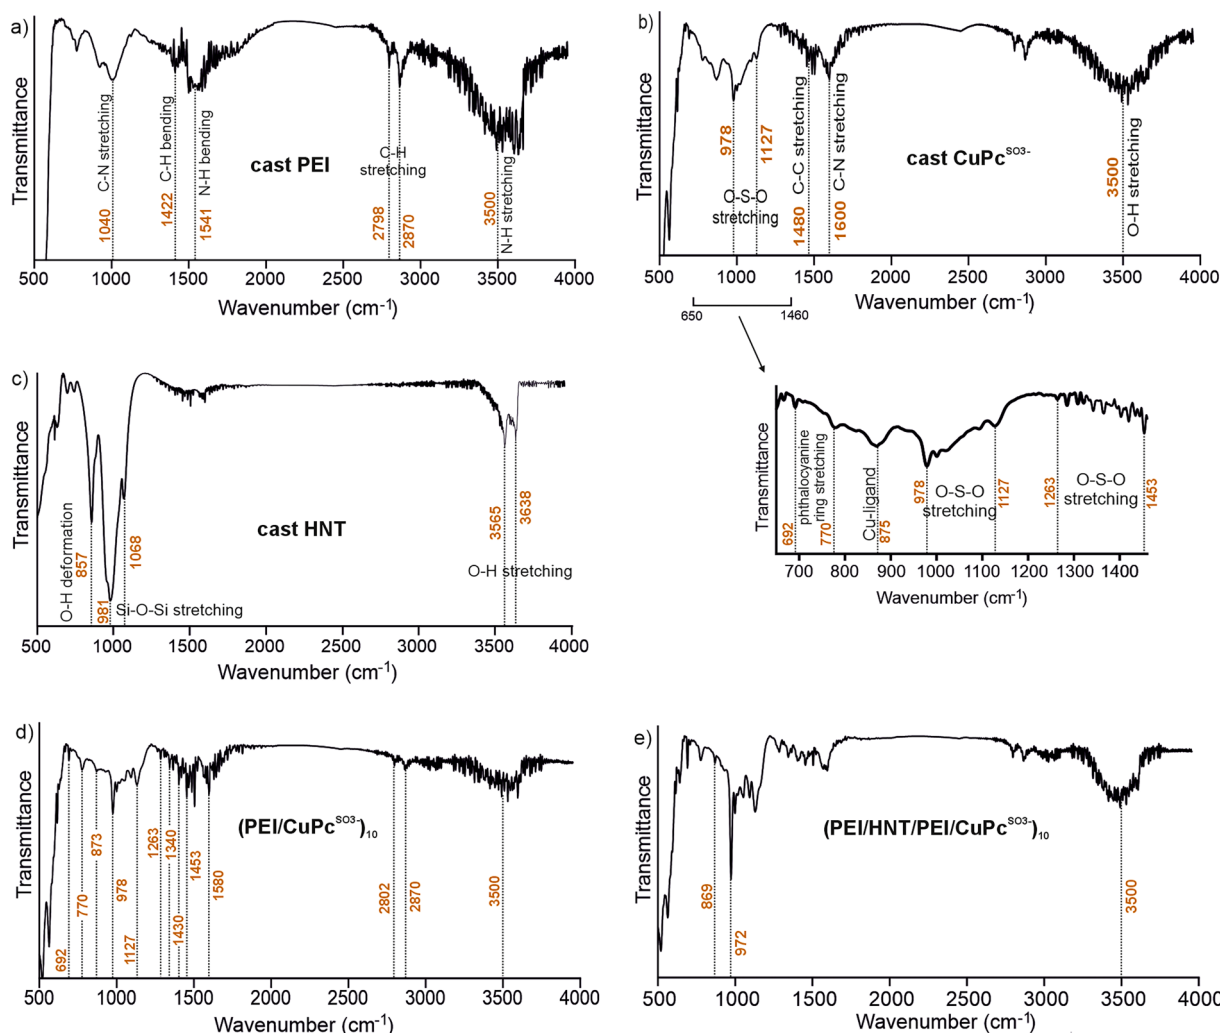 a)
Transmittance
C-N stretching
1040
C-H bending
1422
N-H bending
1541
cast PEI
C-H
stretching
2798
2870
3500
N-H stretching
500 1000 1500 2000 2500 3000 3500 4000
Wavenumber (cm-1)
b)
Transmittance
978
1127
O-S-O
stretching
C-C stretching
1480
C-N stretching
1600
cast CuPcSO3-
3500
O-H stretching
500 1000 1500 2000 2500 3000 3500 4000
Wavenumber (cm-1)
650 1460
Transmittance
692
phthalocyanine
ring stretching
770
Cu-ligand
875
978
O-S-O
stretching
1127
1263
O-S-O
stretching
1453
700 800 900 1000 1100 1200 1300 1400
Wavenumber (cm-1)
c)
Transmittance
O-H deformation
857
981
Si-O-Si stretching
1068
cast HNT
3565
3638
O-H stretching
500 1000 1500 2000 2500 3000 3500 4000
Wavenumber (cm-1)
d)
Transmittance
692
770
873
978
1127
1263
1340
1430
1453
1580
(PEI/CuPcSO3-)10
2802
2870
3500
500 1000 1500 2000 2500 3000 3500 4000
Wavenumber (cm-1)
e)
Transmittance
869
972
(PEI/HNT/PEI/CuPcSO3-)10
3500
500 1000 1500 2000 2500 3000 3500 4000
Wavenumber (cm-1)